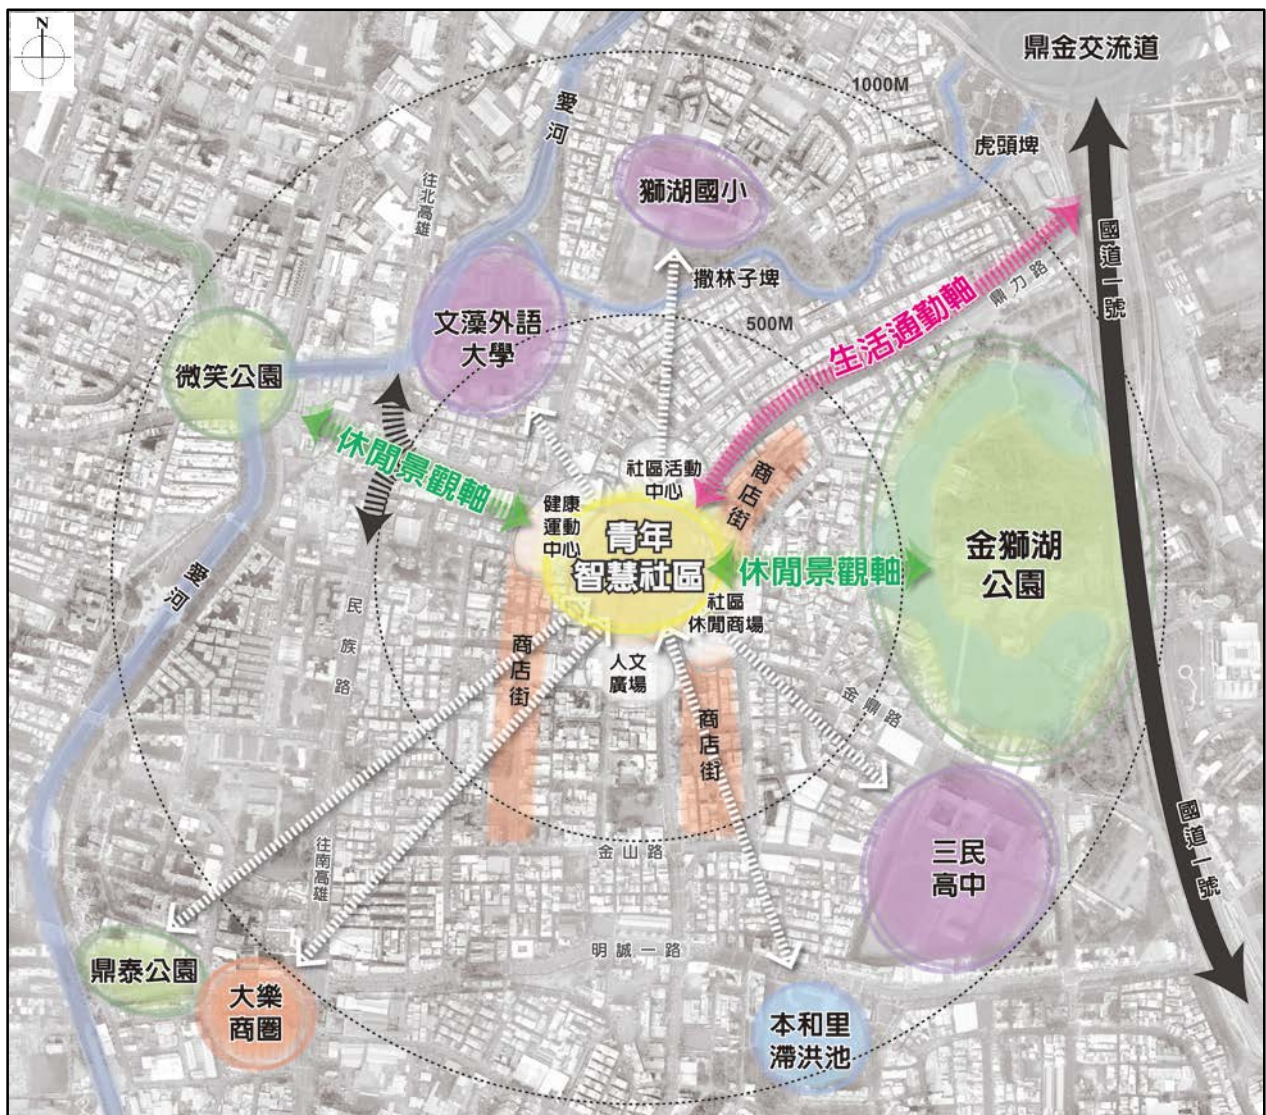 N
鼎金交流道
1000M
愛
河
虎頭埤
往北高雄
獅湖國小
國道一號
撒林子埤
鼎力路
文藻外語
大學
500M
生活通勤軸
微笑公園
休閒景觀軸
社區活動
中心
商店街
健康
運動
中心
青年
智慧社區
休閒景觀軸
金獅湖
公園
愛河
民族路
社區
休閒商場
商店街
人文
廣場
金鼎路
商店街
國道一號
金山路
往南高雄
三民
高中
明誠一路
鼎泰公園
大樂
商圈
本和里
滯洪池